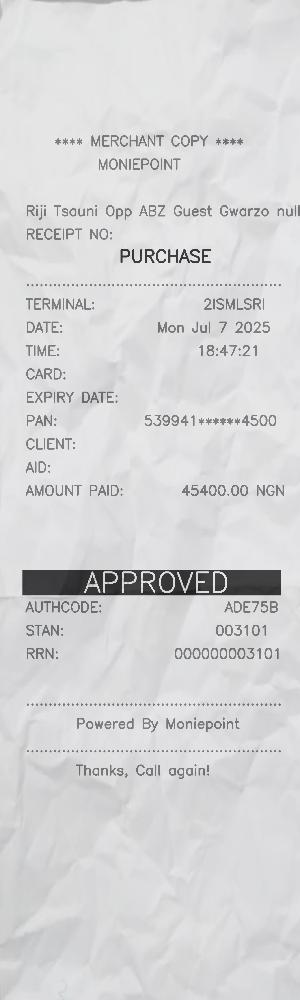 **** MERCHANT COPY ****
MONIEPOINT
Riji Tsauni Opp ABZ Guest Gwarzo null
RECEIPT NO:
PURCHASE
TERMINAL: 2ISMLSRI
DATE: Mon Jul 7 2025
TIME: 18:47:21
CARD:
EXPIRY DATE:
PAN: 539941******4500
CLIENT:
AID:
AMOUNT PAID: 45400.00 NGN
APPROVED
AUTHCODE: ADE75B
STAN: 003101
RRN: 000000003101
Powered By Moniepoint
Thanks, Call again!